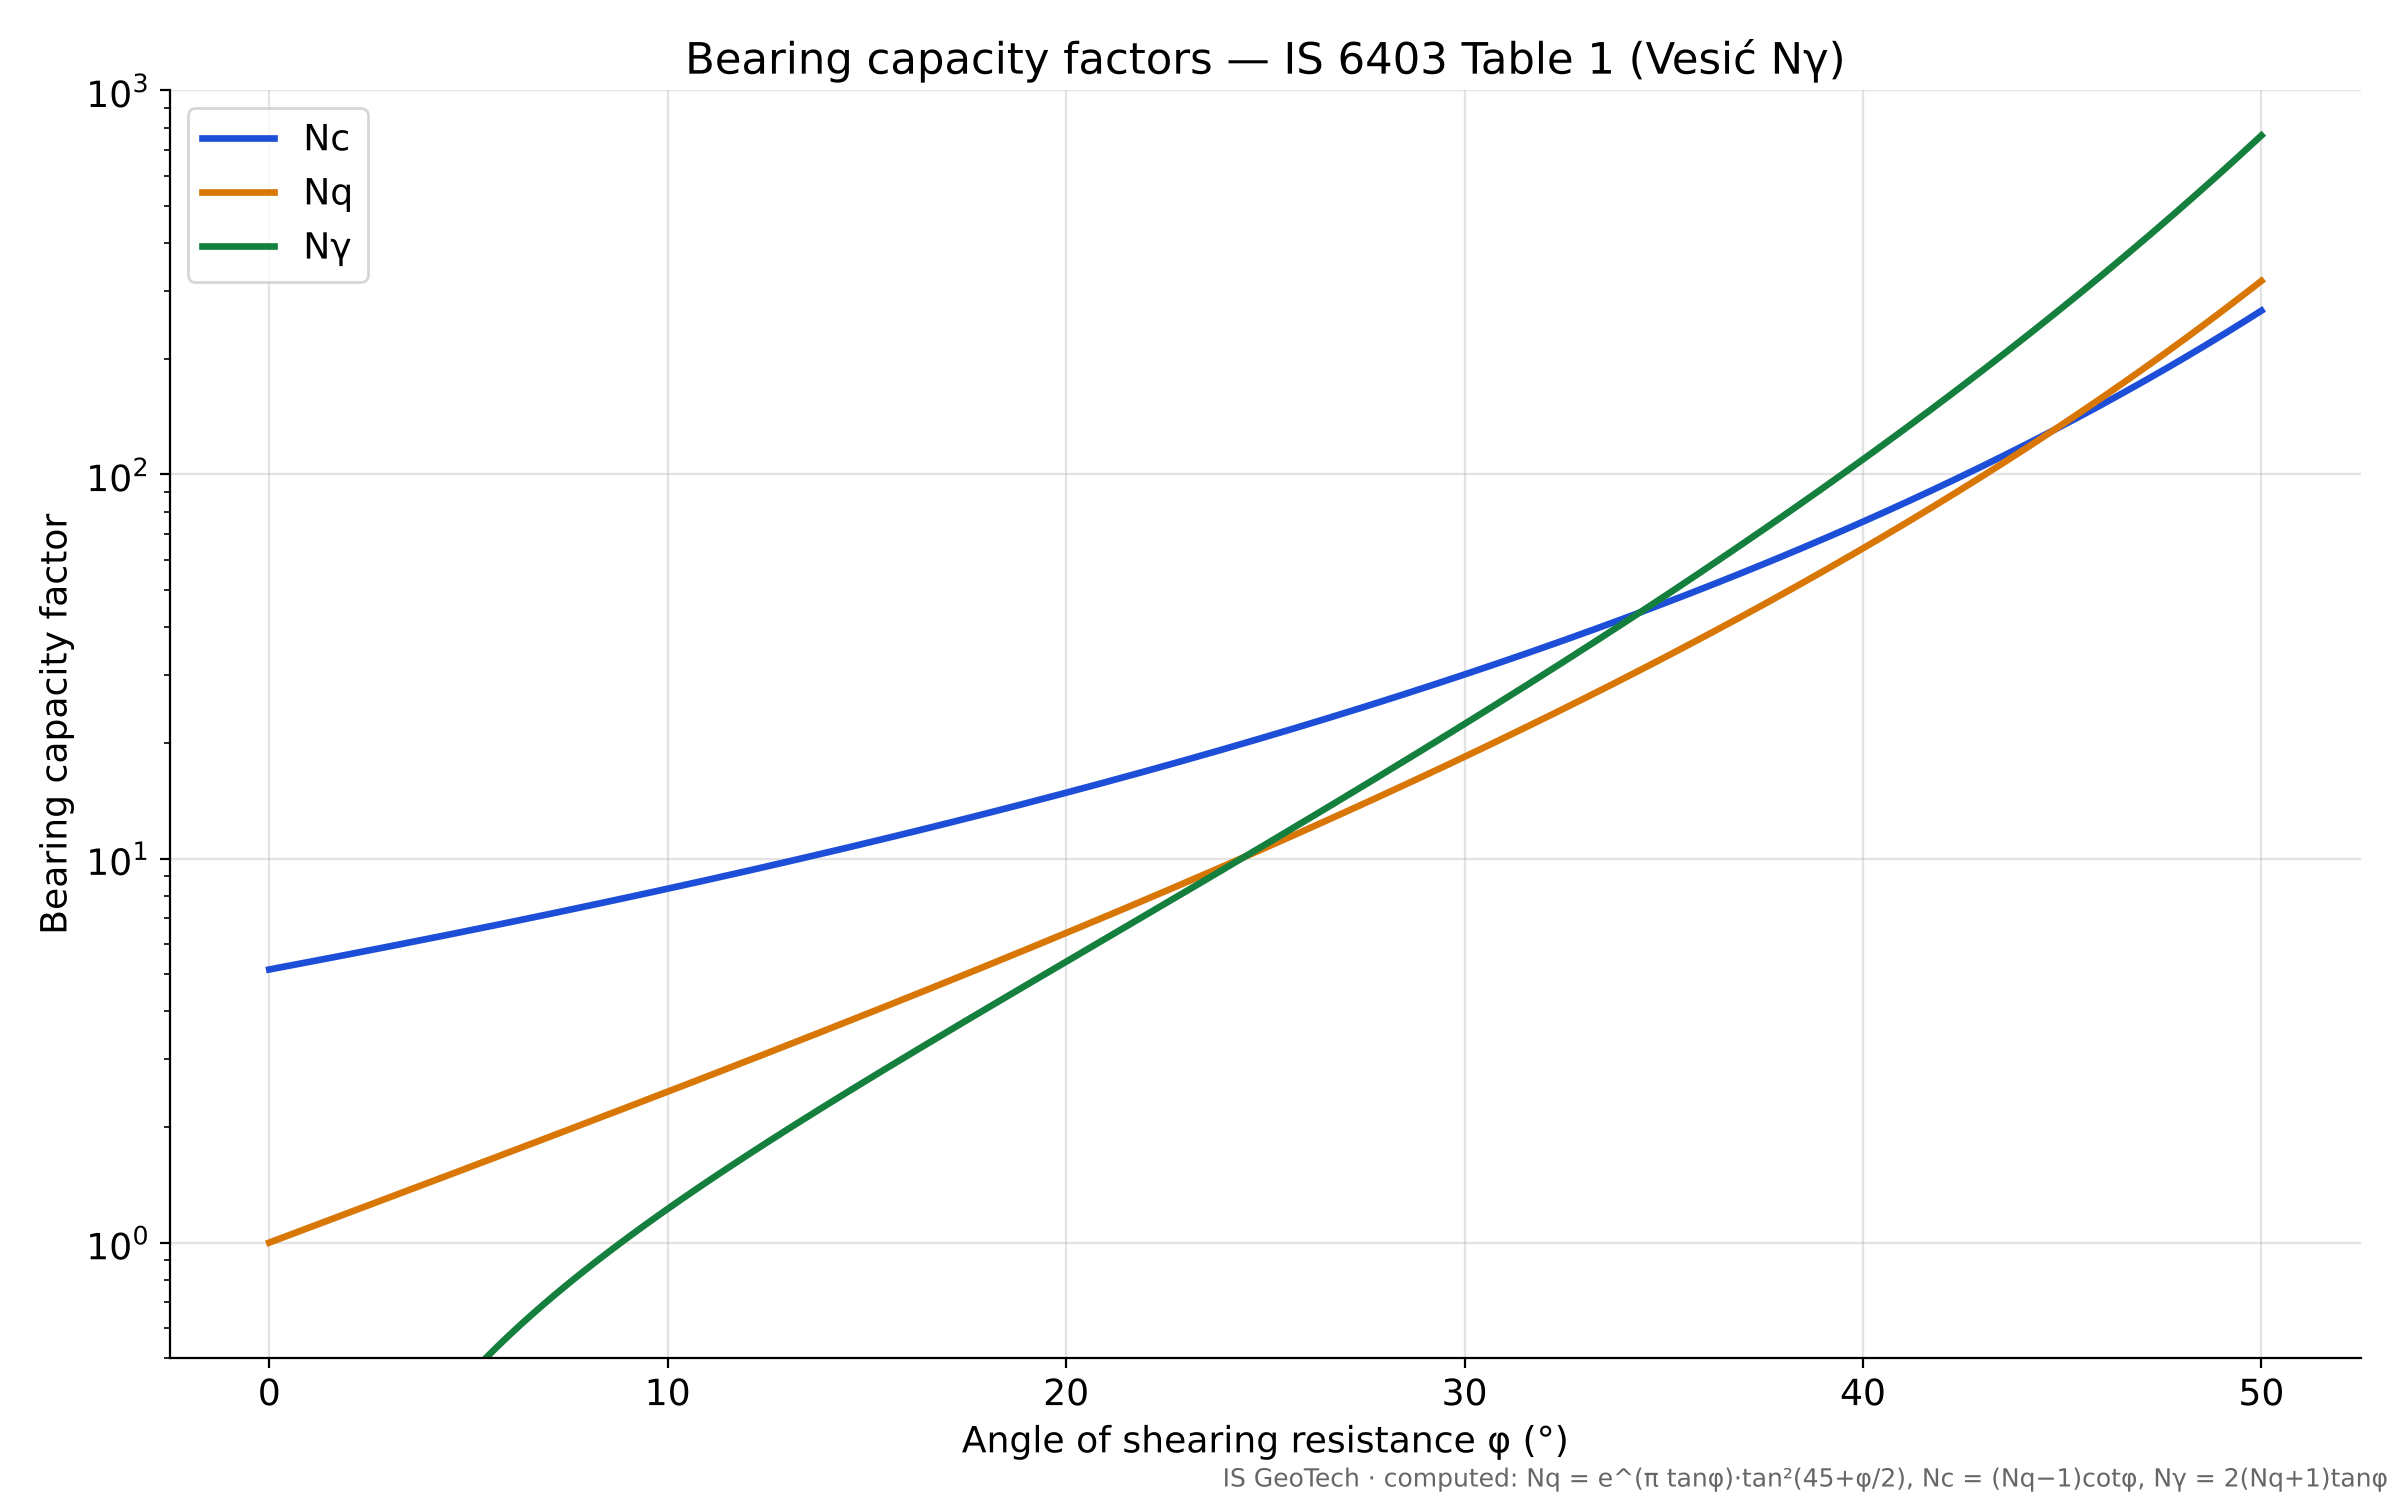 Bearing capacity factors — IS 6403 Table 1 (Vesić Nγ)
10³
Nc
Nq
Nγ
10²
Bearing capacity factor
10¹
10⁰
0 10 20 30 40 50
Angle of shearing resistance φ (°)
IS GeoTech · computed: Nq = e^(π tanφ)·tan²(45+φ/2), Nc = (Nq−1)cotφ, Nγ = 2(Nq+1)tanφ